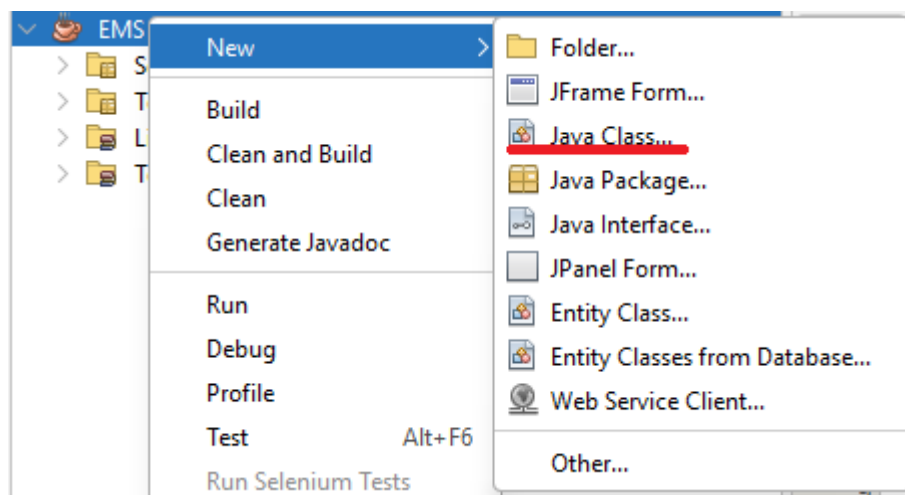 EMS
S
T
L
T
New
Build
Clean and Build
Clean
Generate Javadoc
Run
Debug
Profile
Test Alt+F6
Run Selenium Tests
Folder...
JFrame Form...
Java Class...
Java Package...
Java Interface...
JPanel Form...
Entity Class...
Entity Classes from Database...
Web Service Client...
Other...